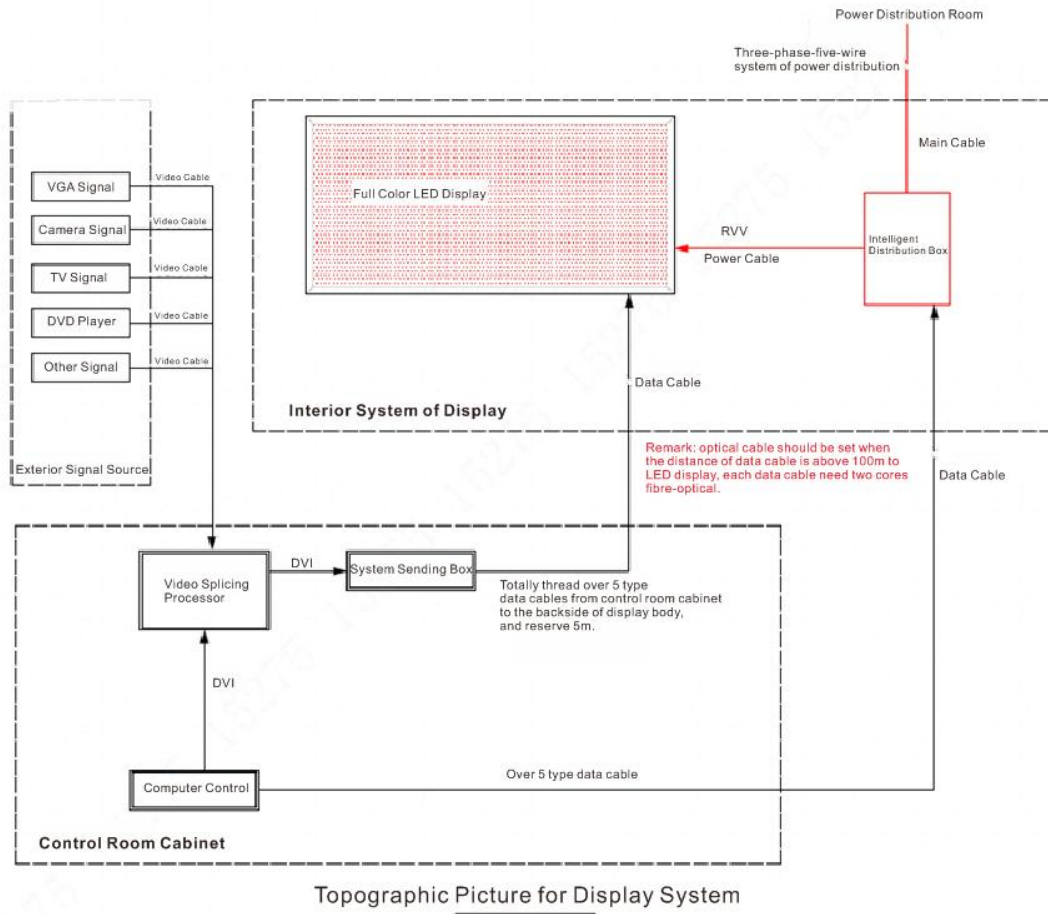 Power Distribution Room
Three-phase-five-wire
system of power distribution
Main Cable
VGA Signal
Video Cable
Camera Signal
Video Cable
TV Signal
Video Cable
DVD Player
Video Cable
Other Signal
Video Cable
Exterior Signal Source
Full Color LED Display
RVV
Power Cable
Intelligent
Distribution Box
Data Cable
Interior System of Display
Remark: optical cable should be set when
the distance of data cable is above 100m to
LED display, each data cable need two cores
fibre-optical.
Data Cable
Video Splicing
Processor
DVI
System Sending Box
Totally thread over 5 type
data cables from control room cabinet
to the backside of display body,
and reserve 5m.
DVI
Computer Control
Over 5 type data cable
Control Room Cabinet
Topographic Picture for Display System